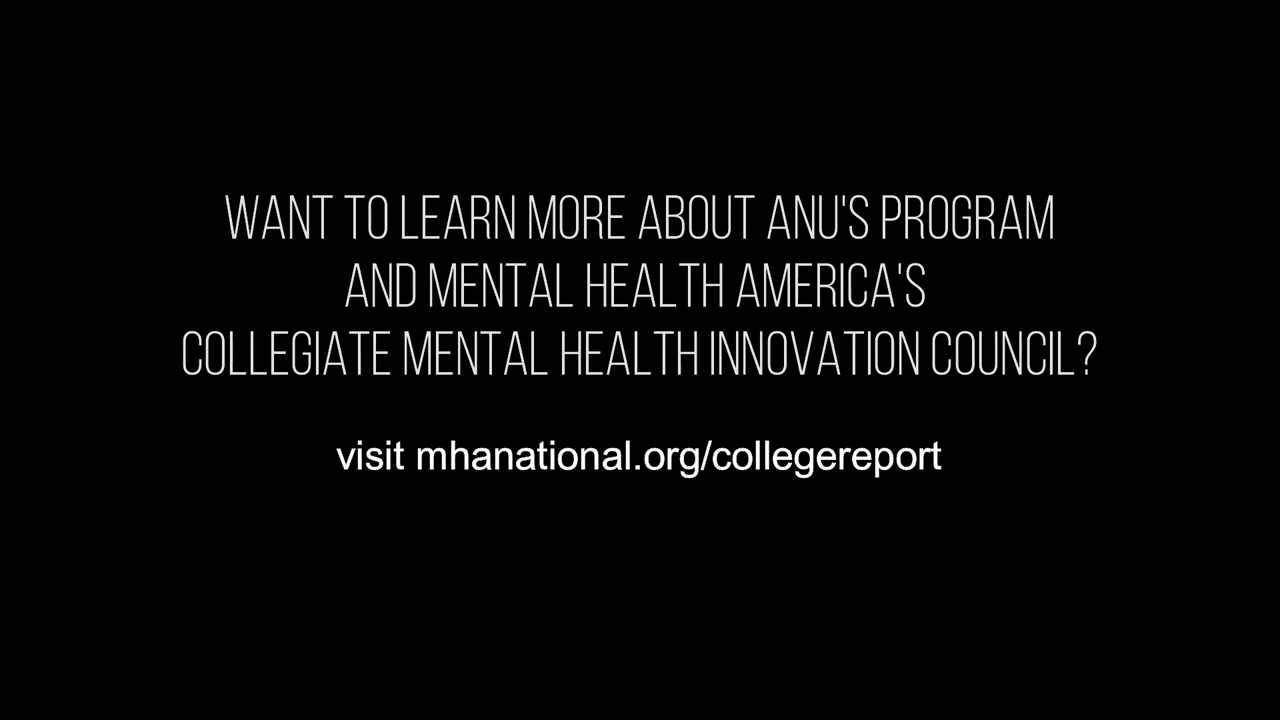 WANT TO LEARN MORE ABOUT ANU'S PROGRAM
AND MENTAL HEALTH AMERICA'S
COLLEGIATE MENTAL HEALTH INNOVATION COUNCIL?
visit mhanational.org/collegereport